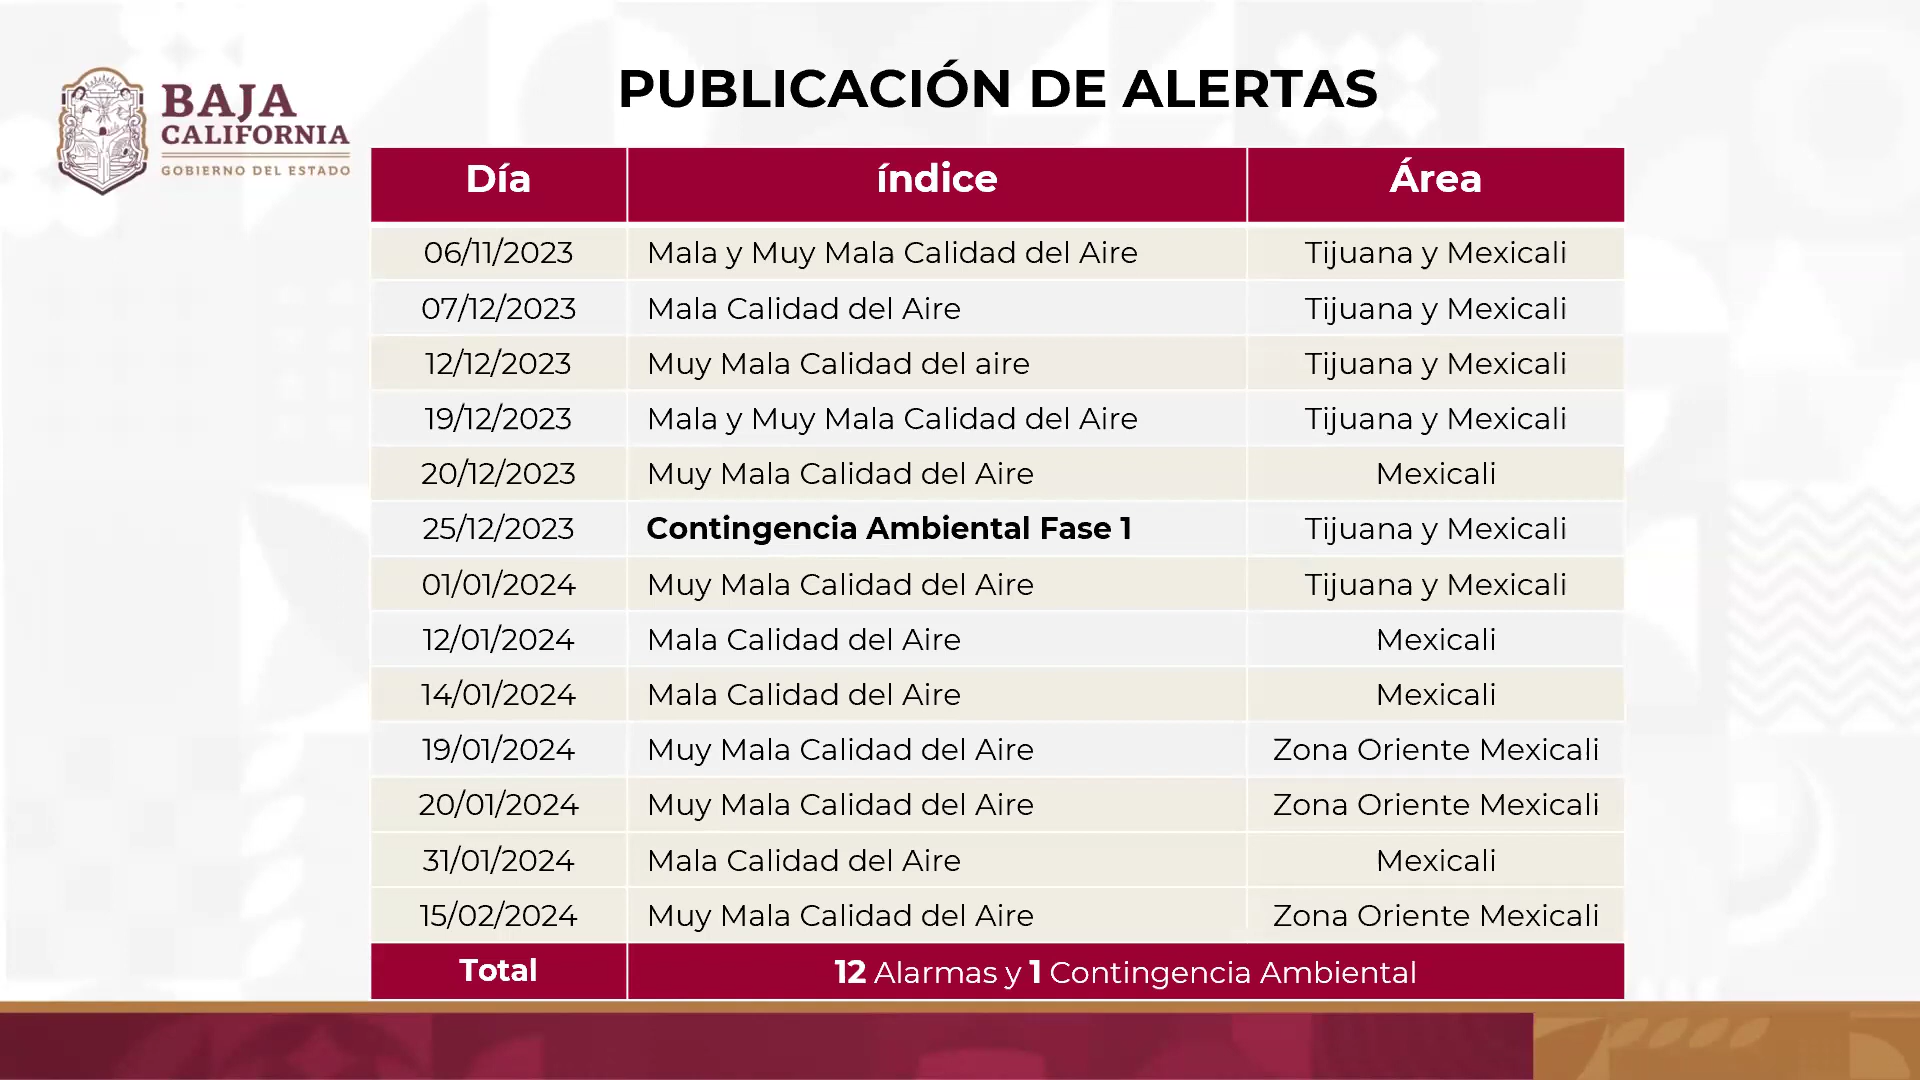 BAJA
CALIFORNIA
GOBIERNO DEL ESTADO
PUBLICACIÓN DE ALERTAS
Día índice Área
06/11/2023 Mala y Muy Mala Calidad del Aire Tijuana y Mexicali
07/12/2023 Mala Calidad del Aire Tijuana y Mexicali
12/12/2023 Muy Mala Calidad del aire Tijuana y Mexicali
19/12/2023 Mala y Muy Mala Calidad del Aire Tijuana y Mexicali
20/12/2023 Muy Mala Calidad del Aire Mexicali
25/12/2023 Contingencia Ambiental Fase 1 Tijuana y Mexicali
01/01/2024 Muy Mala Calidad del Aire Tijuana y Mexicali
12/01/2024 Mala Calidad del Aire Mexicali
14/01/2024 Mala Calidad del Aire Mexicali
19/01/2024 Muy Mala Calidad del Aire Zona Oriente Mexicali
20/01/2024 Muy Mala Calidad del Aire Zona Oriente Mexicali
31/01/2024 Mala Calidad del Aire Mexicali
15/02/2024 Muy Mala Calidad del Aire Zona Oriente Mexicali
Total 12 Alarmas y 1 Contingencia Ambiental